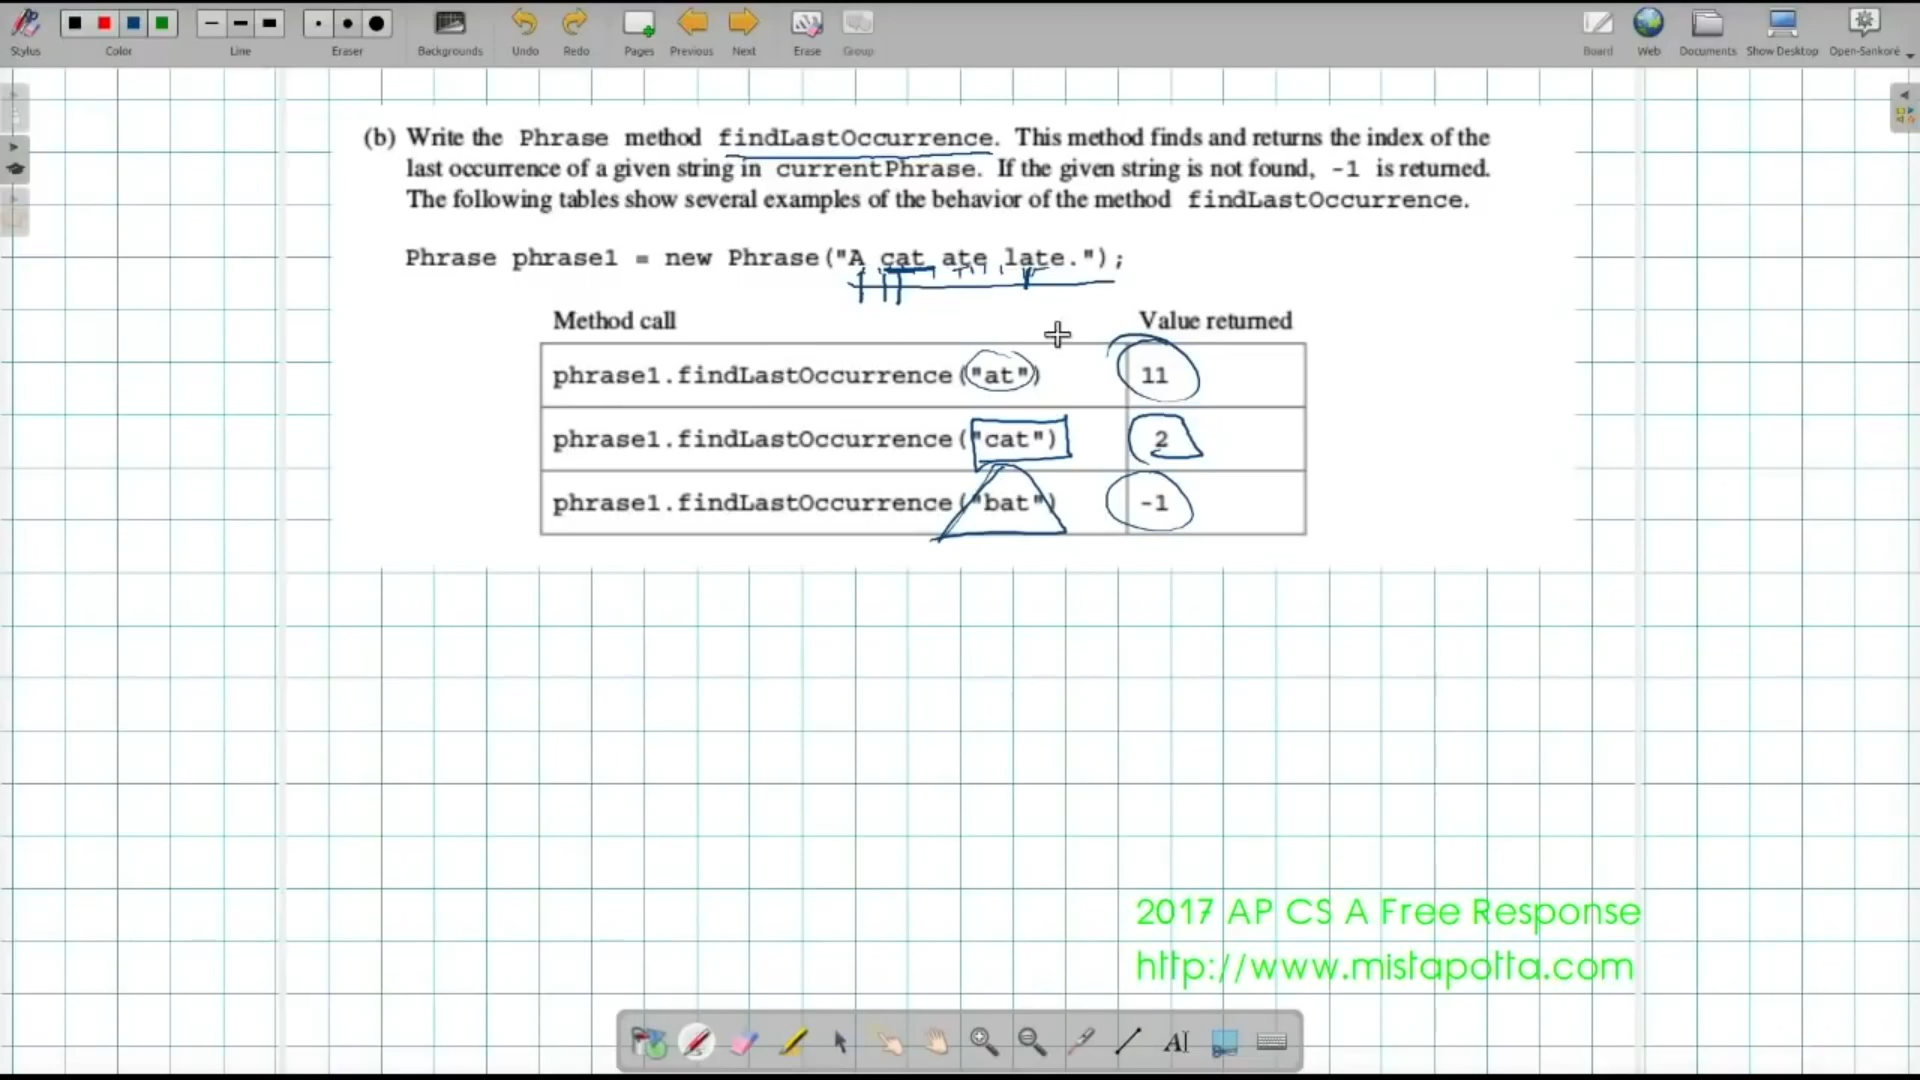 Stylus Color Line Eraser Backgrounds Undo Redo Pages Previous Next Erase Group Board Web Documents Show Desktop Open-Sankoré
(b) Write the Phrase method findLastOccurrence. This method finds and returns the index of the
last occurrence of a given string in currentPhrase. If the given string is not found, -1 is returned.
The following tables show several examples of the behavior of the method findLastOccurrence.
Phrase phrase1 = new Phrase("A cat ate late.");
Method call Value returned
phrase1.findLastOccurrence("at") 11
phrase1.findLastOccurrence("cat") 2
phrase1.findLastOccurrence("bat") -1
2017 AP CS A Free Response
http://www.mistapotta.com
AI